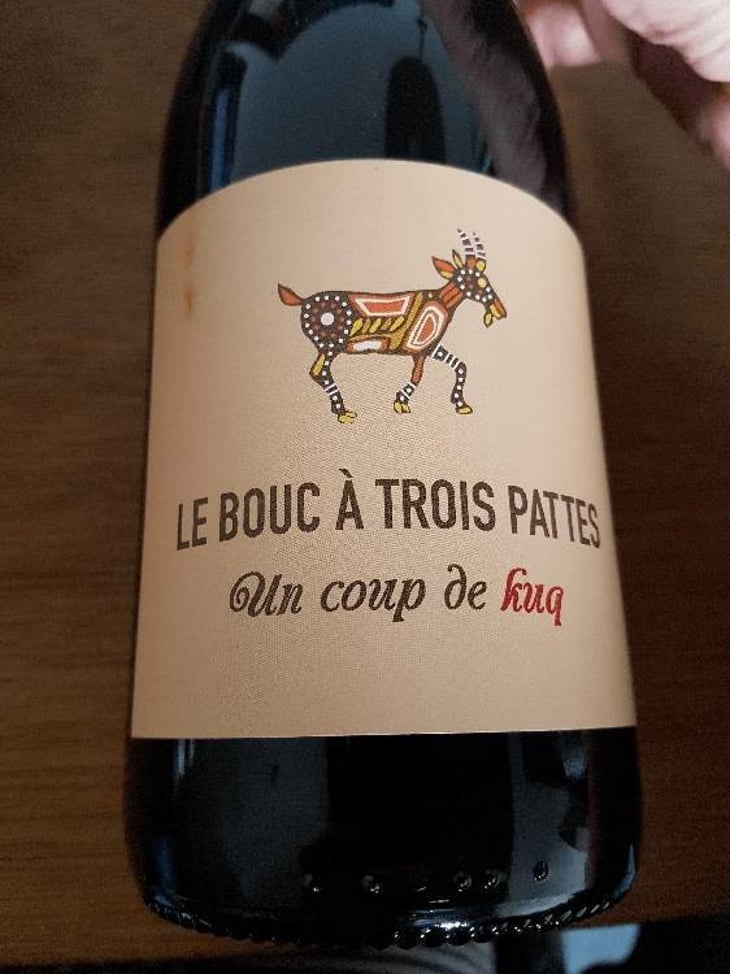 LE BOUC À TROIS PATTES
Un coup de kuq